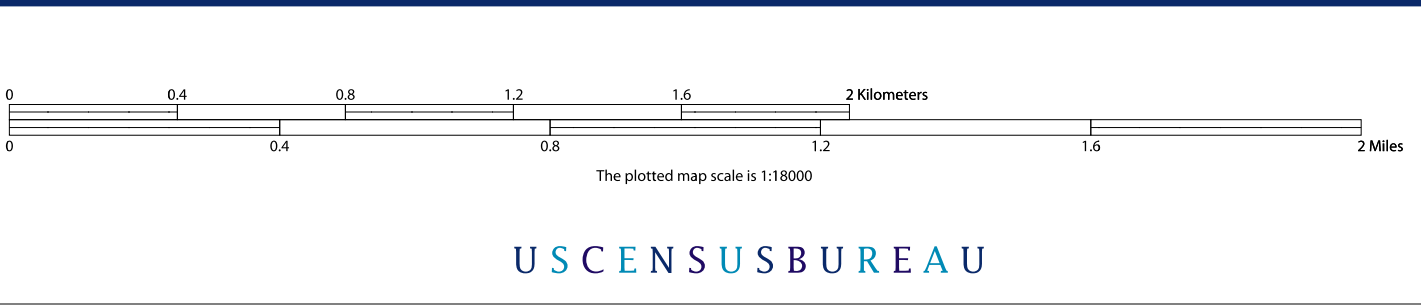 0 0.4 0.8 1.2 1.6 2 Kilometers
0 0.4 0.8 1.2 1.6 2 Miles
The plotted map scale is 1:18000
USCENSUSBUREAU